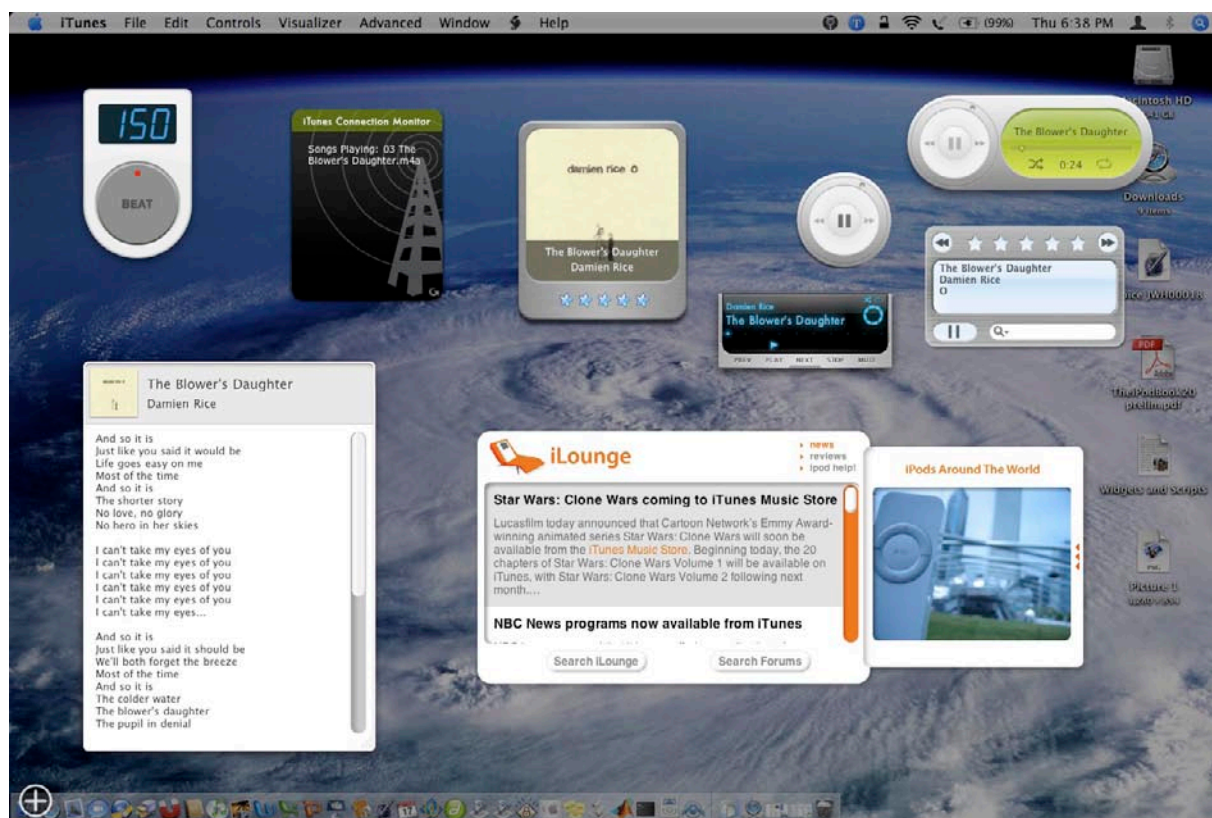 iTunes File Edit Controls Visualizer Advanced Window Help (99%) Thu 6:38 PM
150
BEAT
iTunes Connection Monitor
Songs Playing: 03 The
Blower's Daughter.m4a
damien rice O
The Blower's Daughter
Damien Rice
The Blower's Daughter
0:24
Damien Rice
The Blower's Daughter
PREV PLAY NEXT STOP
The Blower's Daughter
Damien Rice
O
Macintosh HD
Downloads
9 items
PDF
TheiPodBook20
prelim.pdf
Widgets and Scripts
PNG
Picture 1
The Blower's Daughter
Damien Rice
And so it is
Just like you said it would be
Life goes easy on me
Most of the time
And so it is
The shorter story
No love, no glory
No hero in her skies
I can't take my eyes of you
I can't take my eyes of you
I can't take my eyes of you
I can't take my eyes of you
I can't take my eyes of you
I can't take my eyes...
And so it is
Just like you said it should be
We'll both forget the breeze
Most of the time
And so it is
The colder water
The blower's daughter
The pupil in denial
iLounge
news
reviews
ipod help!
Star Wars: Clone Wars coming to iTunes Music Store
Lucasfilm today announced that Cartoon Network's Emmy Award-
winning animated series Star Wars: Clone Wars will soon be
available from the iTunes Music Store. Beginning today, the 20
chapters of Star Wars: Clone Wars Volume 1 will be available on
iTunes, with Star Wars: Clone Wars Volume 2 following next
month....
NBC News programs now available from iTunes
Search iLounge
Search Forums
iPods Around The World